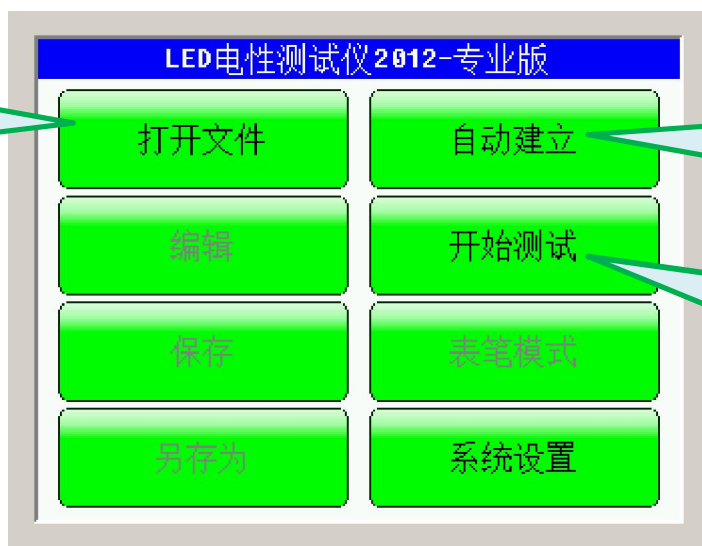 LED电性测试仪2012-专业版
打开文件
自动建立
编辑
开始测试
保存
表笔模式
另存为
系统设置